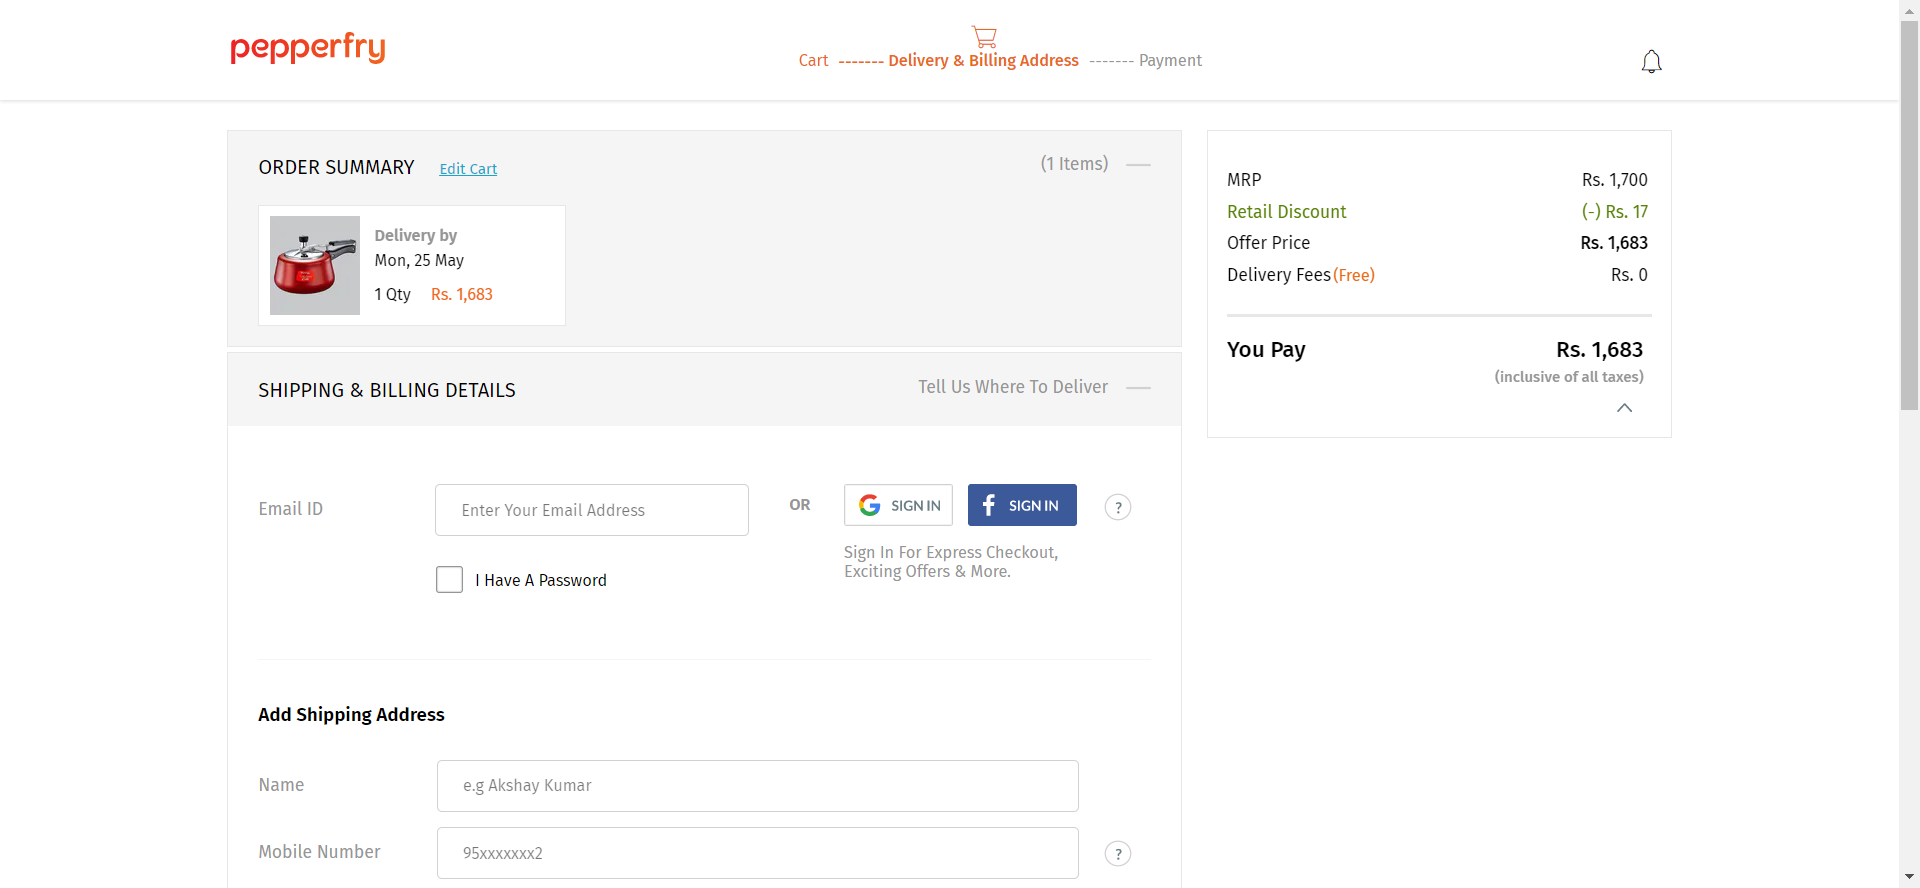 pepperfry
Cart ------- Delivery & Billing Address ------- Payment
ORDER SUMMARY Edit Cart (1 Items)
Delivery by
Mon, 25 May
1 Qty Rs. 1,683
MRP Rs. 1,700
Retail Discount (-) Rs. 17
Offer Price Rs. 1,683
Delivery Fees(Free) Rs. 0
You Pay Rs. 1,683
(inclusive of all taxes)
SHIPPING & BILLING DETAILS Tell Us Where To Deliver
Email ID Enter Your Email Address OR G SIGN IN f SIGN IN ?
Sign In For Express Checkout,
Exciting Offers & More.
I Have A Password
Add Shipping Address
Name e.g Akshay Kumar
Mobile Number 95xxxxxxx2 ?